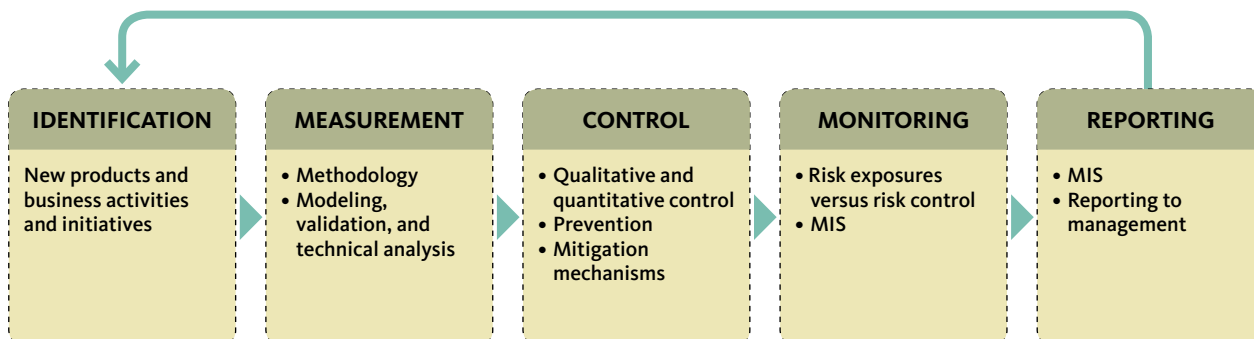 IDENTIFICATION
New products and
business activities
and initiatives
MEASUREMENT
• Methodology
• Modeling,
validation, and
technical analysis
CONTROL
• Qualitative and
quantitative control
• Prevention
• Mitigation
mechanisms
MONITORING
• Risk exposures
versus risk control
• MIS
REPORTING
• MIS
• Reporting to
management